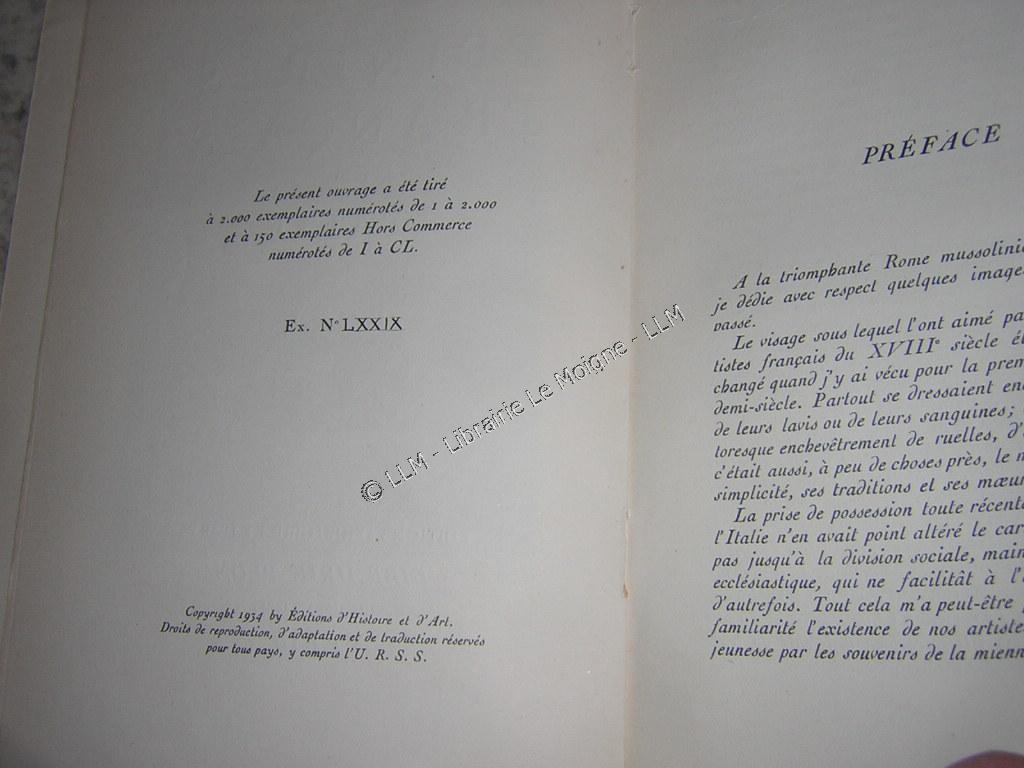 Le présent ouvrage a été tiré
à 2.000 exemplaires numérotés de 1 à 2.000
et à 150 exemplaires Hors Commerce
numérotés de I à CL.
Ex. N° LXXIX
Copyright 1934 by Éditions d'Histoire et d'Art.
Droits de reproduction, d'adaptation et de traduction réservés
pour tous pays, y compris l'U. R. S. S.
PRÉFACE
A la triomphante Rome mussolini
je dédie avec respect quelques image
passé.
Le visage sous lequel l'ont aimé pa
tistes français du XVIIIe siècle ét
changé quand j'y ai vécu pour la prem
demi-siècle. Partout se dressaient en
de leurs lavis ou de leurs sanguines;
toresque enchevêtrement de ruelles, d'
c'était aussi, à peu de choses près, le m
simplicité, ses traditions et ses mœur
La prise de possession toute récent
l'Italie n'en avait point altéré le car
pas jusqu'à la division sociale, main
ecclésiastique, qui ne facilitât à l'
d'autrefois. Tout cela m'a peut-être
familiarité l'existence de nos artiste
jeunesse par les souvenirs de la mienn
© LLM - Librairie Le Moigne - LLM